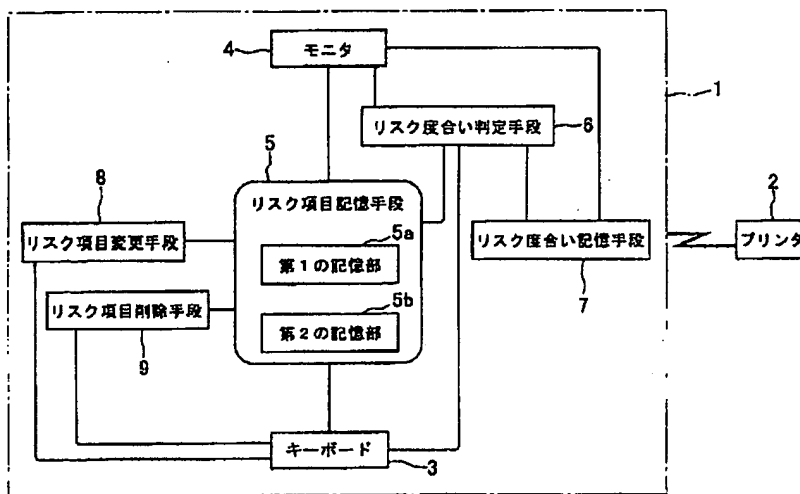 4
モニタ
1
リスク度合い判定手段
6
5
8
リスク項目記憶手段
2
リスク項目変更手段
5a
リスク度合い記憶手段
プリンタ
第1の記憶部
7
リスク項目削除手段
5b
第2の記憶部
9
キーボード
3